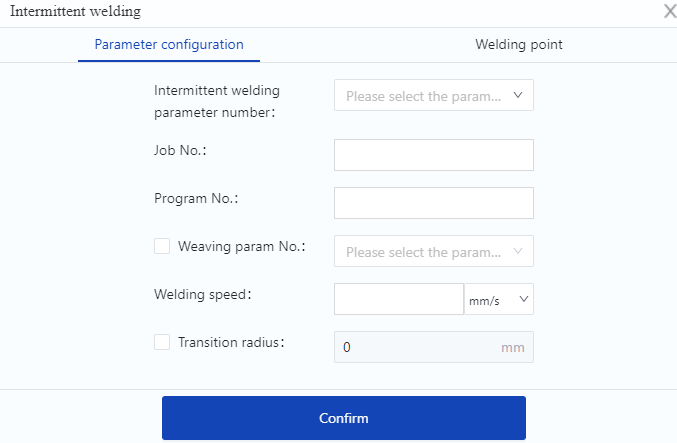 Intermittent welding
Parameter configuration
Welding point
Intermittent welding
parameter number：
Please select the param...
Job No.：
Program No.：
Weaving param No.：
Please select the param...
Welding speed：
mm/s
Transition radius：
0
mm
Confirm